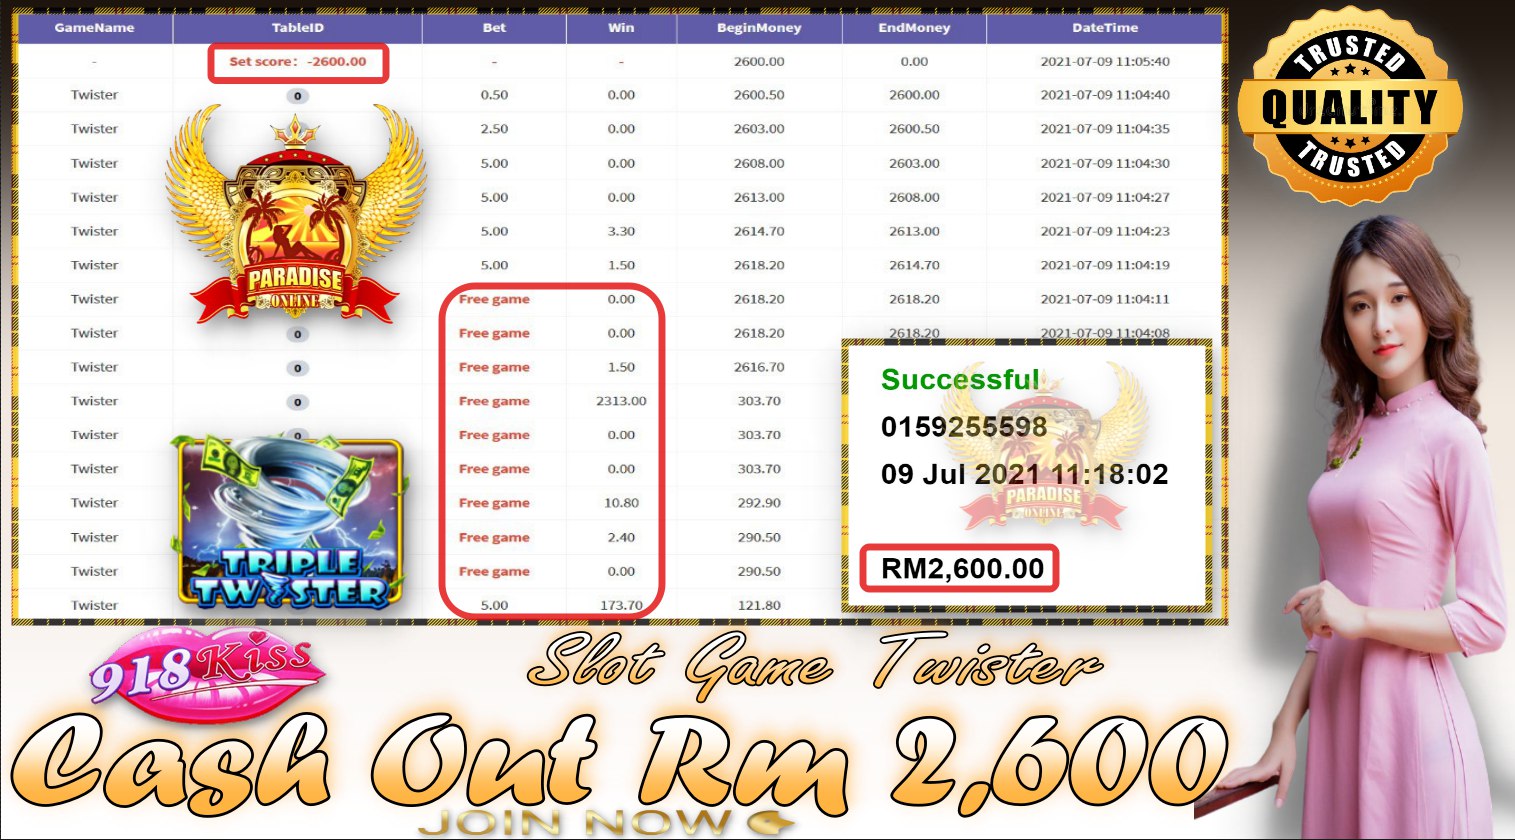 GameName TableID Bet Win BeginMoney EndMoney DateTime
- Set score: -2600.00 - - 2600.00 0.00 2021-07-09 11:05:40
Twister 0 0.50 0.00 2600.50 2600.00 2021-07-09 11:04:40
Twister 2.50 0.00 2603.00 2600.50 2021-07-09 11:04:35
Twister 5.00 0.00 2608.00 2603.00 2021-07-09 11:04:30
Twister 5.00 0.00 2613.00 2608.00 2021-07-09 11:04:27
Twister 5.00 3.30 2614.70 2613.00 2021-07-09 11:04:23
Twister 5.00 1.50 2618.20 2614.70 2021-07-09 11:04:19
Twister Free game 0.00 2618.20 2618.20 2021-07-09 11:04:11
Twister 0 Free game 0.00 2618.20 2618.20 2021-07-09 11:04:08
Twister 0 Free game 1.50 2616.70
Twister 0 Free game 2313.00 303.70
Twister 0 Free game 0.00 303.70
Twister Free game 0.00 303.70
Twister Free game 10.80 292.90
Twister Free game 2.40 290.50
Twister Free game 0.00 290.50
Twister 5.00 173.70 121.80
PARADISE
ONLINE
TRIPLE
TWISTER
Successful
0159255598
09 Jul 2021 11:18:02
PARADISE
ONLINE
RM2,600.00
TRUSTED
QUALITY
TRUSTED
918Kiss
Slot Game Twister
Cash Out Rm 2,600
JOIN NOW